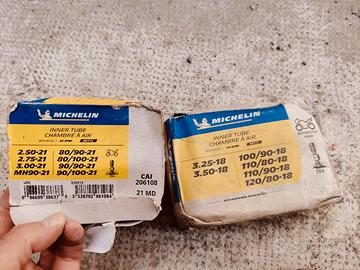 MICHELIN
INNER TUBE
CHAMBRE À AIR
2.50-21 80/90-21
2.75-21 80/100-21
3.00-21 90/90-21
MH90-21 90/100-21
CAI
206108
21 MD
MICHELIN
INNER TUBE
CHAMBRE À AIR
3.25-18
3.50-18
100/90-18
110/80-18
110/90-18
120/80-18
TR4